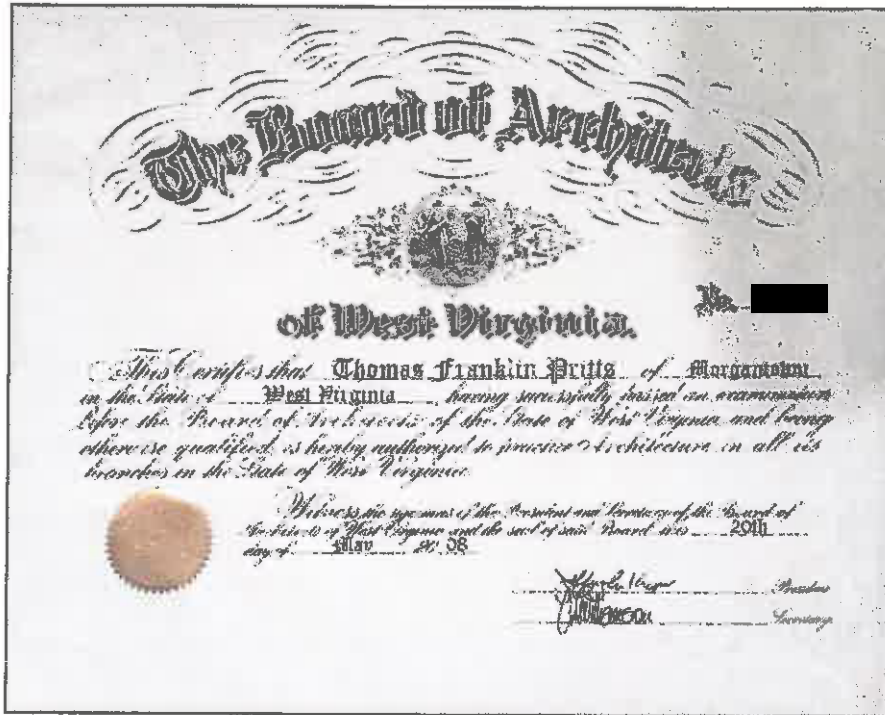 The Board of Architects
of West Virginia.
No.
This Certifies that Thomas Franklin Pritts of Morgantown
in the State of West Virginia having successfully passed an examination
before the Board of Architects of the State of West Virginia and being
otherwise qualified is hereby authorized to practice Architecture in all its
branches in the State of West Virginia
Witness the signatures of the President and Secretary of the Board of
Architects of West Virginia and the seal of said Board this 20th
day of May 08
President
Secretary